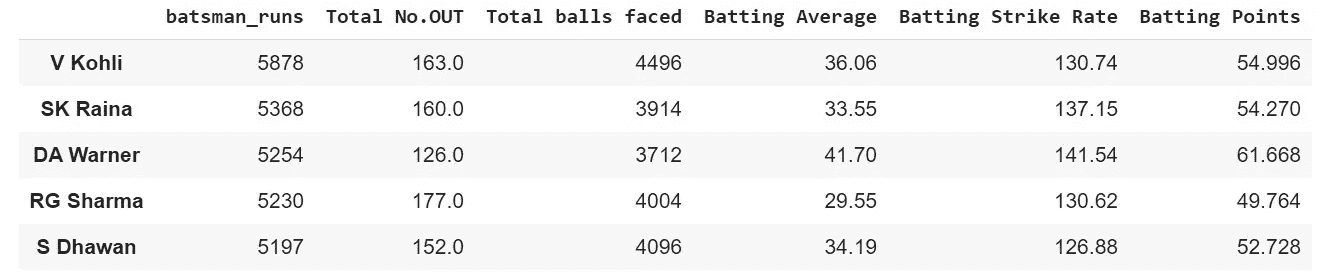 batsman_runs Total No.OUT Total balls faced Batting Average Batting Strike Rate Batting Points
V Kohli 5878 163.0 4496 36.06 130.74 54.996
SK Raina 5368 160.0 3914 33.55 137.15 54.270
DA Warner 5254 126.0 3712 41.70 141.54 61.668
RG Sharma 5230 177.0 4004 29.55 130.62 49.764
S Dhawan 5197 152.0 4096 34.19 126.88 52.728